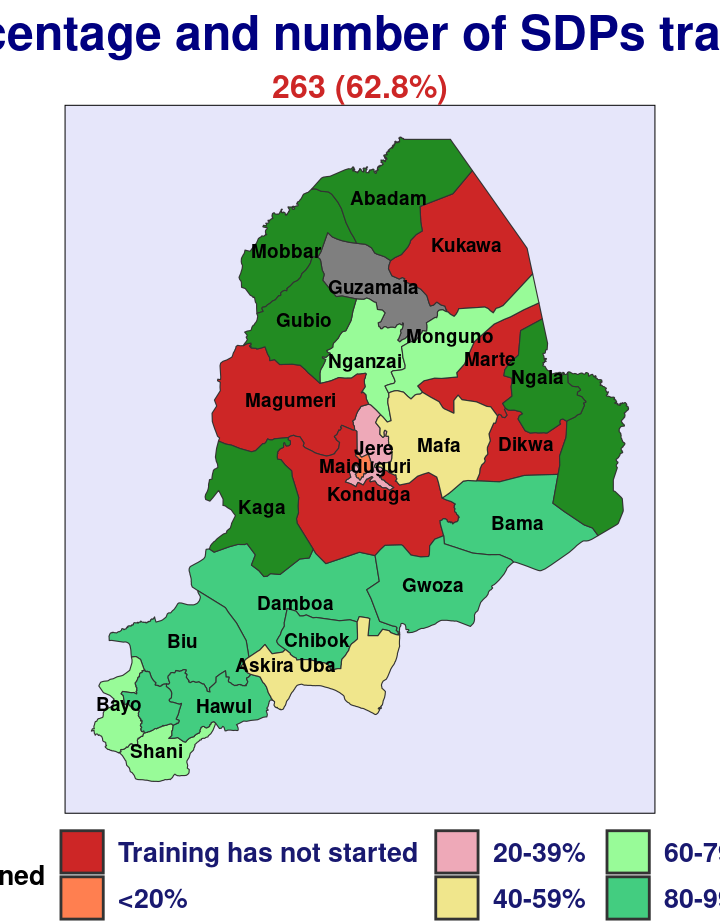 centage and number of SDPs tra
263 (62.8%)
Abadam
Kukawa
Mobbar
Guzamala
Gubio
Monguno
Nganzai
Marte
Ngala
Magumeri
Jere
Mafa
Dikwa
Maiduguri
Konduga
Kaga
Bama
Gwoza
Damboa
Biu
Chibok
Askira Uba
Bayo
Hawul
Shani
ned
Training has not started
20-39%
60-79
<20%
40-59%
80-99